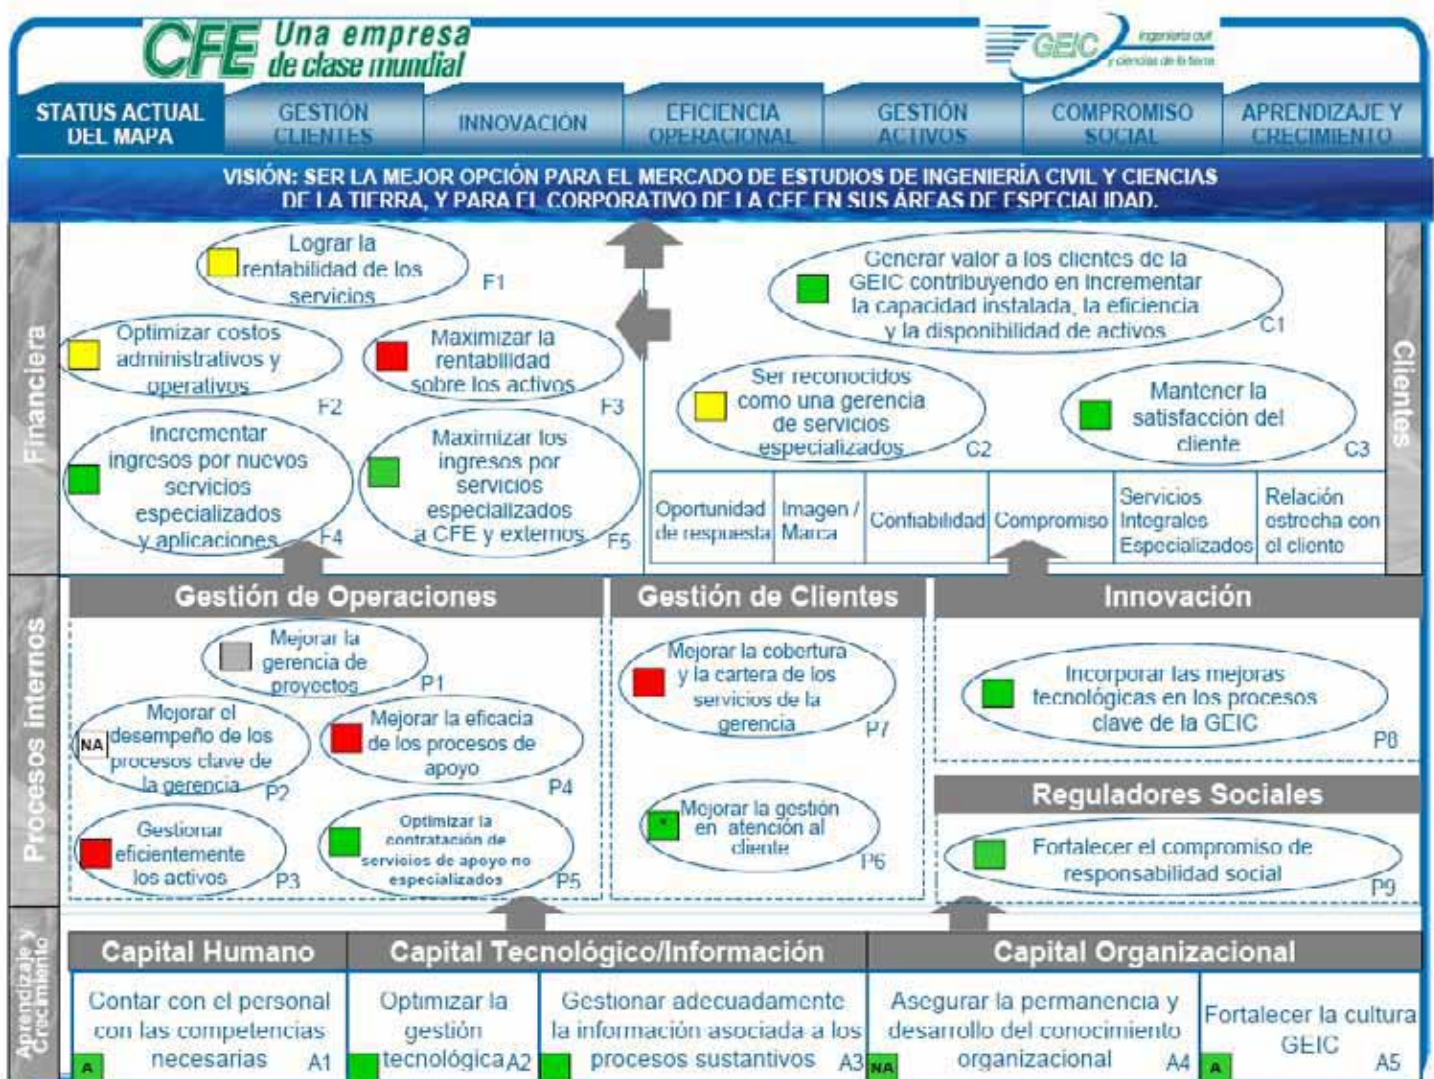 CFE Una empresa
de clase mundial
GEIC ingeniería civil
y ciencias de la tierra
STATUS ACTUAL
DEL MAPA
GESTIÓN
CLIENTES
INNOVACIÓN
EFICIENCIA
OPERACIONAL
GESTIÓN
ACTIVOS
COMPROMISO
SOCIAL
APRENDIZAJE Y
CRECIMIENTO
VISIÓN: SER LA MEJOR OPCIÓN PARA EL MERCADO DE ESTUDIOS DE INGENIERÍA CIVIL Y CIENCIAS
DE LA TIERRA, Y PARA EL CORPORATIVO DE LA CFE EN SUS ÁREAS DE ESPECIALIDAD.
Financiera
Lograr la
rentabilidad de los
servicios
F1
Optimizar costos
administrativos y
operativos
F2
Maximizar la
rentabilidad
sobre los activos
F3
Incrementar
ingresos por nuevos
servicios
especializados
y aplicaciones
F4
Maximizar los
ingresos por
servicios
especializados
a CFE y externos
F5
Clientes
Generar valor a los clientes de la
GEIC contribuyendo en incrementar
la capacidad instalada, la eficiencia
y la disponibilidad de activos
C1
Ser reconocidos
como una gerencia
de servicios
especializados
C2
Mantener la
satisfacción del
cliente
C3
Oportunidad
de respuesta
Imagen /
Marca
Confiabilidad
Compromiso
Servicios
Integrales
Especializados
Relación
estrecha con
el cliente
Procesos internos
Gestión de Operaciones
Mejorar la
gerencia de
proyectos
P1
NA
Mejorar el
desempeño de los
procesos clave de
la gerencia
P2
Mejorar la eficacia
de los procesos de
apoyo
P4
Gestionar
eficientemente
los activos
P3
Optimizar la
contratación de
servicios de apoyo no
especializados
P5
Gestión de Clientes
Mejorar la cobertura
y la cartera de los
servicios de la
gerencia
P7
*
Mejorar la gestión
en atención al
cliente
P6
Innovación
Incorporar las mejoras
tecnológicas en los procesos
clave de la GEIC
P8
Reguladores Sociales
Fortalecer el compromiso de
responsabilidad social
P9
Aprendizaje y
Crecimiento
Capital Humano
Contar con el personal
con las competencias
necesarias
A
A1
Capital Tecnológico/Información
Optimizar la
gestión
tecnológica
A2
Gestionar adecuadamente
la información asociada a los
procesos sustantivos
A3
Capital Organizacional
Asegurar la permanencia y
desarrollo del conocimiento
organizacional
NA
A4
Fortalecer la cultura
GEIC
A
A5